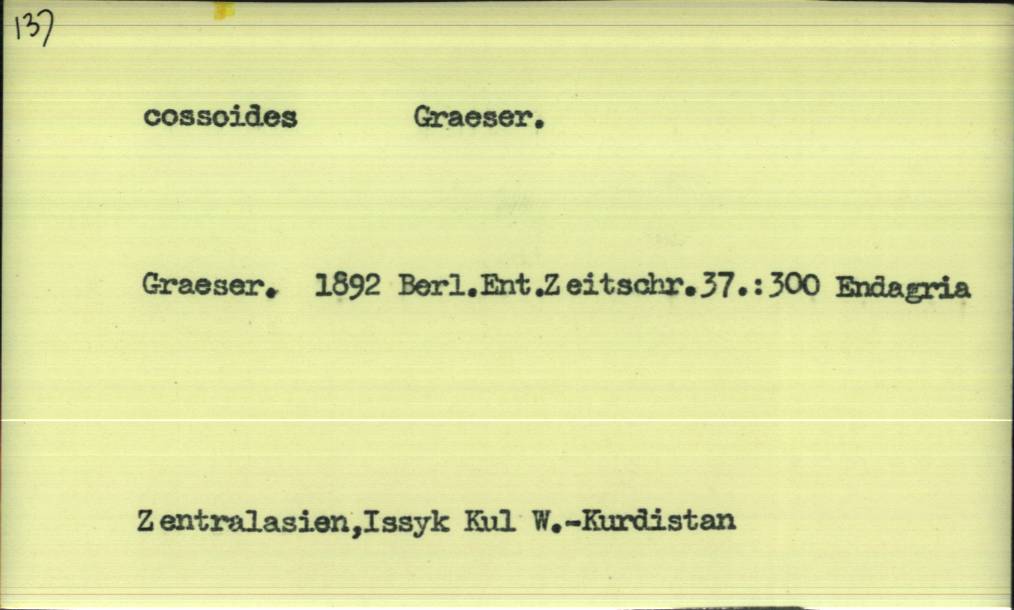 137
cossoides Graeser.
Graeser. 1892 Berl.Ent.Zeitschr.37.:300 Endagria
Zentralasien,Issyk Kul W.-Kurdistan